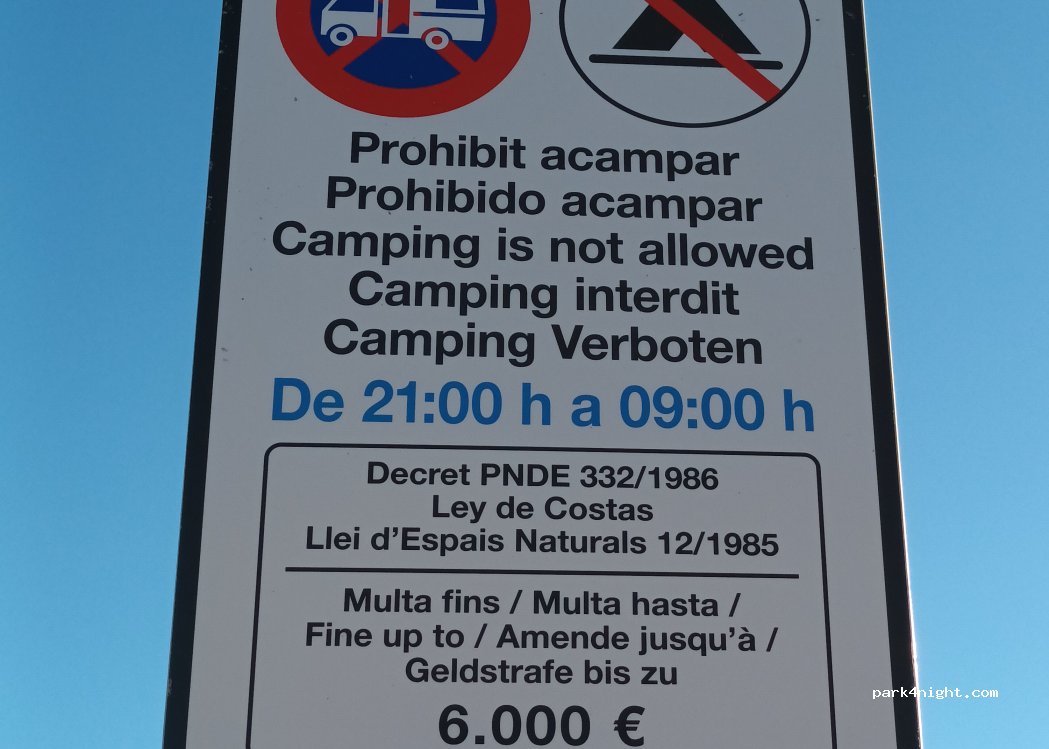 Prohibit acampar
Prohibido acampar
Camping is not allowed
Camping interdit
Camping Verboten
De 21:00 h a 09:00 h
Decret PNDE 332/1986
Ley de Costas
Llei d'Espais Naturals 12/1985
Multa fins / Multa hasta /
Fine up to / Amende jusqu'à /
Geldstrafe bis zu
6.000 €
park4night.com